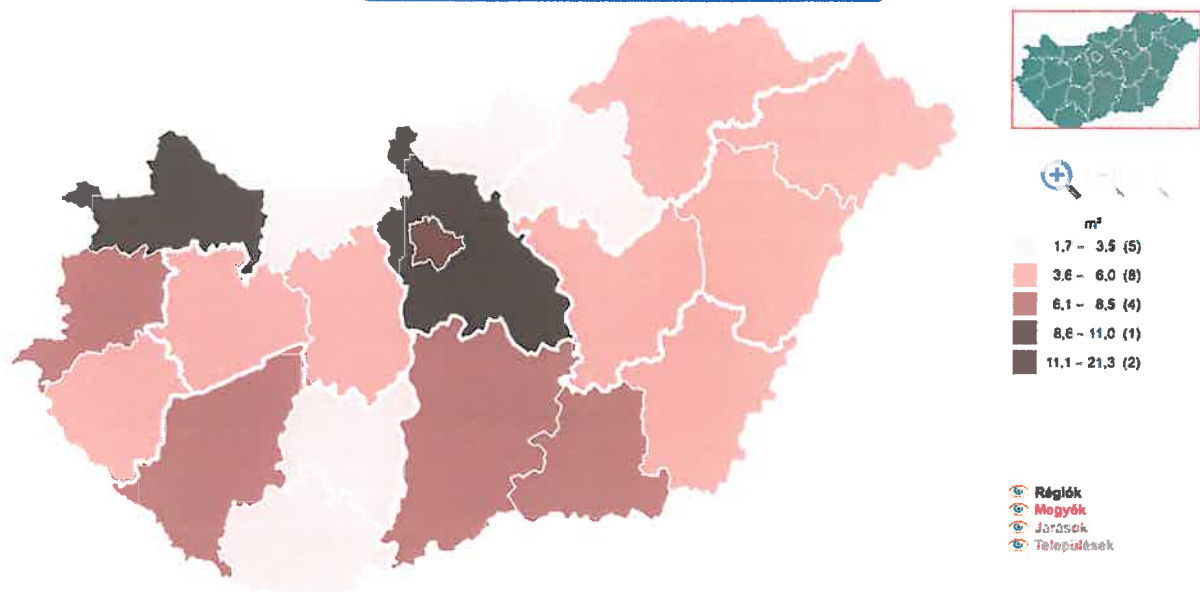 m²
1,7 – 3,5 (5)
3,6 – 6,0 (8)
6,1 – 8,5 (4)
8,6 – 11,0 (1)
11,1 – 21,3 (2)
Régiók
Megyék
Járások
Települések